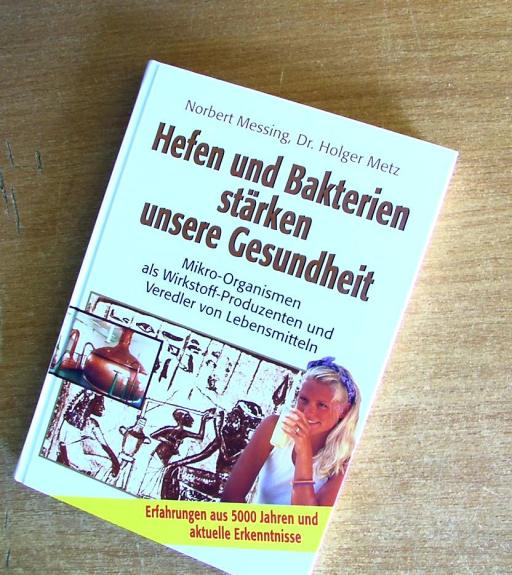 Norbert Messing, Dr. Holger Metz
Hefen und Bakterien
stärken
unsere Gesundheit
Mikro-Organismen
als Wirkstoff-Produzenten und
Veredler von Lebensmitteln
Erfahrungen aus 5000 Jahren und
aktuelle Erkenntnisse